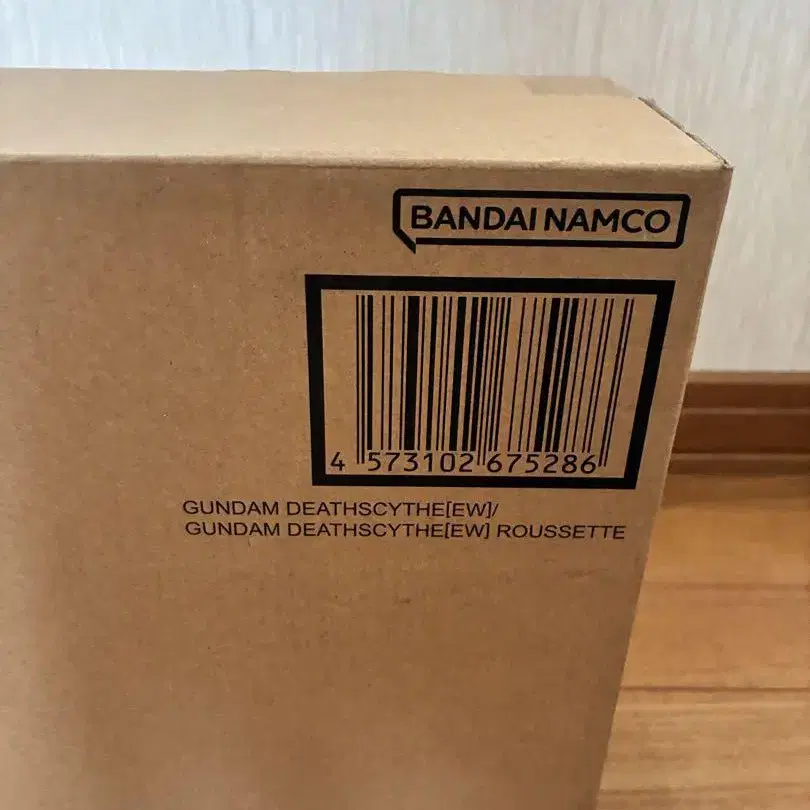 BANDAI NAMCO
4 573102 675286
GUNDAM DEATHSCYTHE[EW]/
GUNDAM DEATHSCYTHE[EW] ROUSSETTE